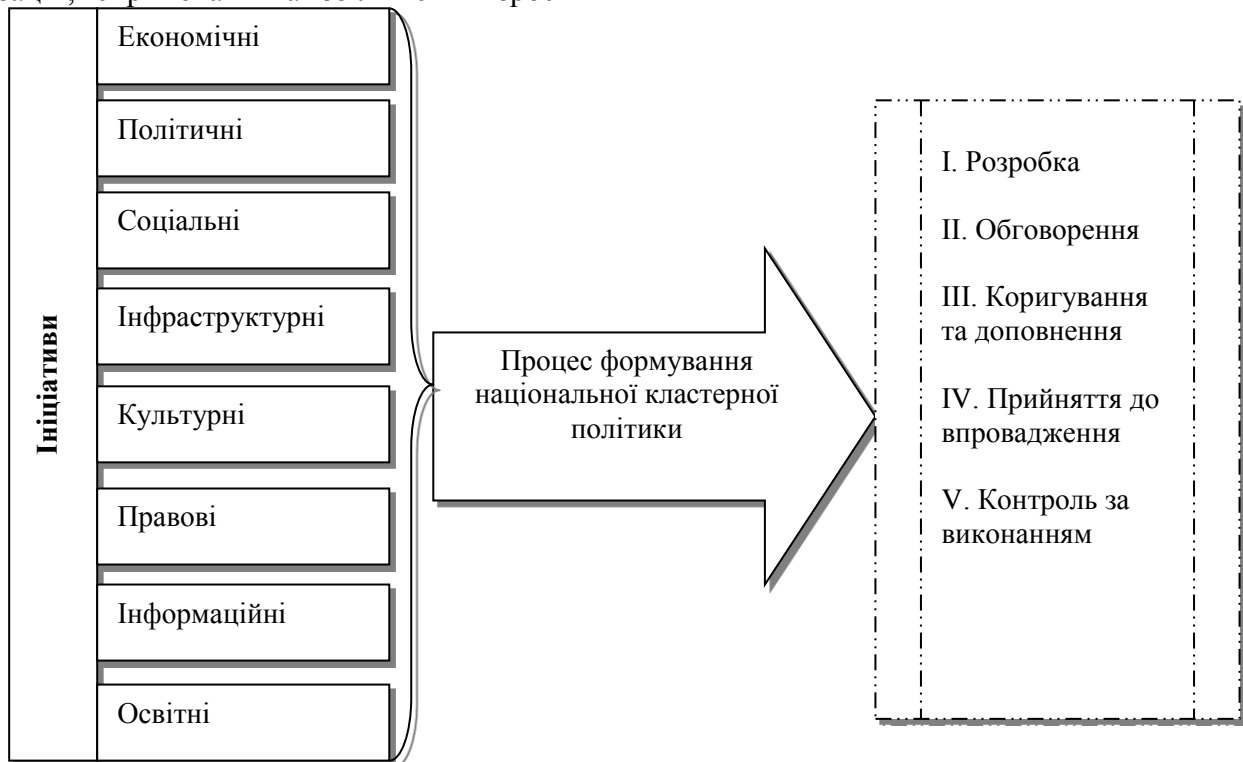 Ініціативи
Економічні
Політичні
Соціальні
Інфраструктурні
Культурні
Правові
Інформаційні
Освітні
Процес формування
національної кластерної
політики
I. Розробка
II. Обговорення
III. Коригування
та доповнення
IV. Прийняття до
впровадження
V. Контроль за
виконанням